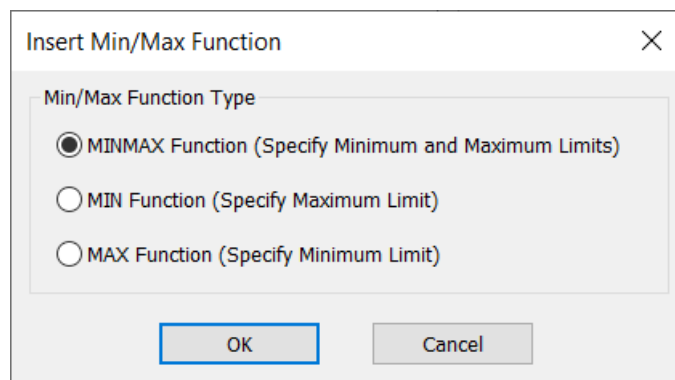 Insert Min/Max Function
Min/Max Function Type
MINMAX Function (Specify Minimum and Maximum Limits)
MIN Function (Specify Maximum Limit)
MAX Function (Specify Minimum Limit)
OK
Cancel